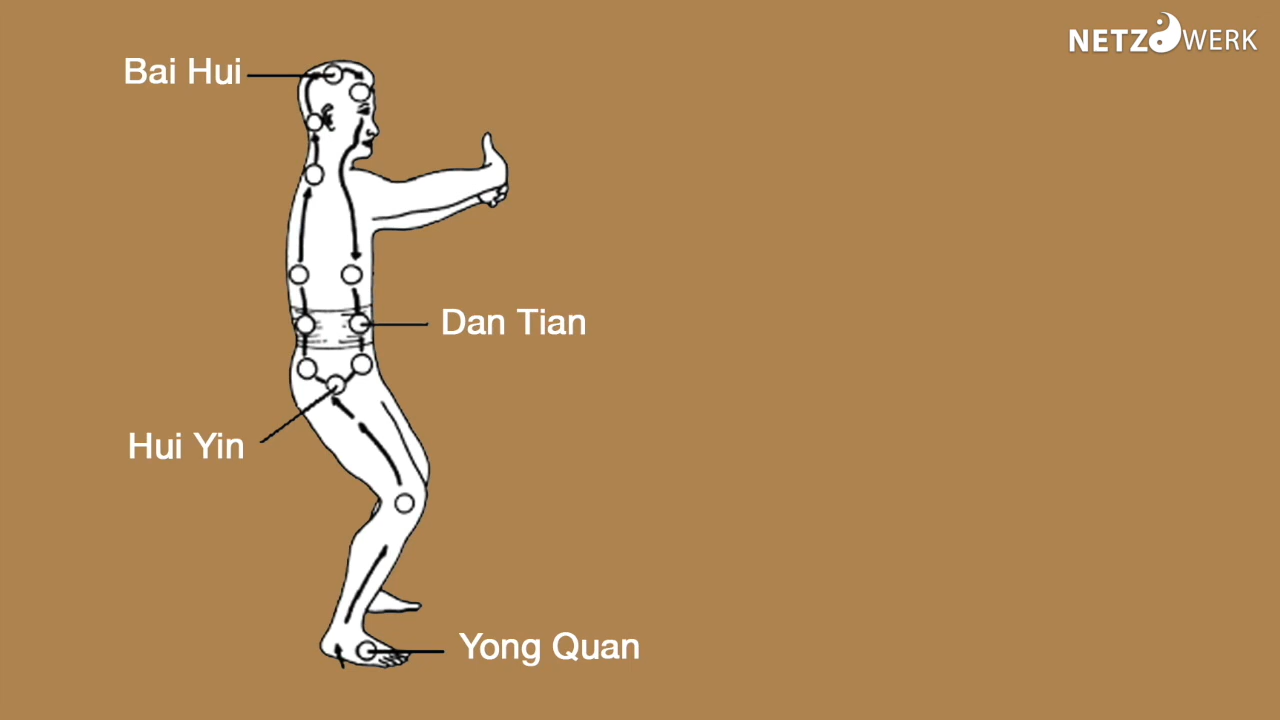 NETZ WERK
Bai Hui
Dan Tian
Hui Yin
Yong Quan